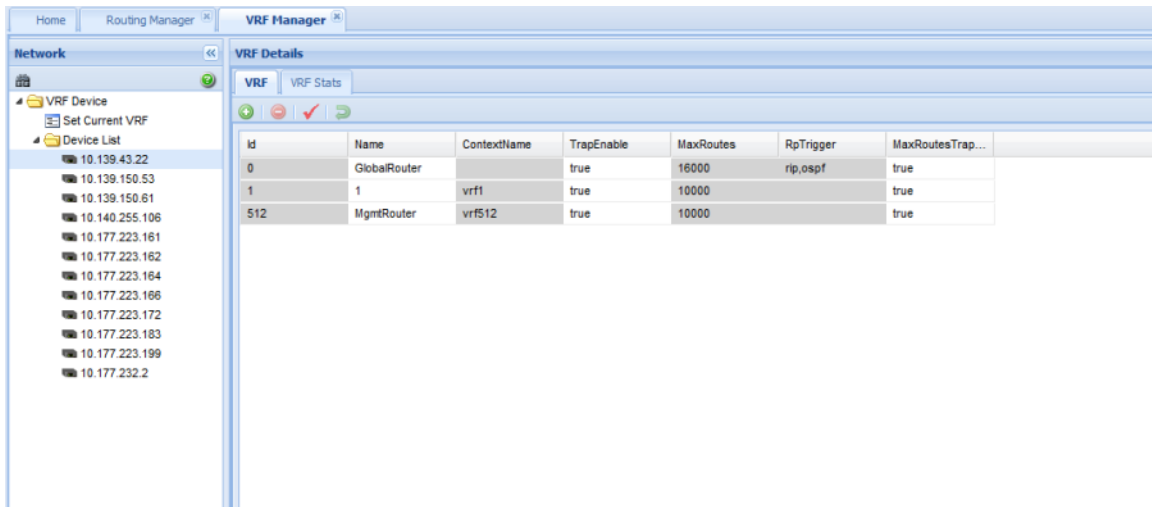 Home Routing Manager VRF Manager
Network VRF Details
VRF VRF Stats
VRF Device
Set Current VRF
Device List
10.139.43.22
10.139.150.53
10.139.150.61
10.140.255.106
10.177.223.161
10.177.223.162
10.177.223.164
10.177.223.166
10.177.223.172
10.177.223.183
10.177.223.199
10.177.232.2
Id Name ContextName TrapEnable MaxRoutes RpTrigger MaxRoutesTrap...
0 GlobalRouter true 16000 rip,ospf true
1 1 vrf1 true 10000 true
512 MgmtRouter vrf512 true 10000 true